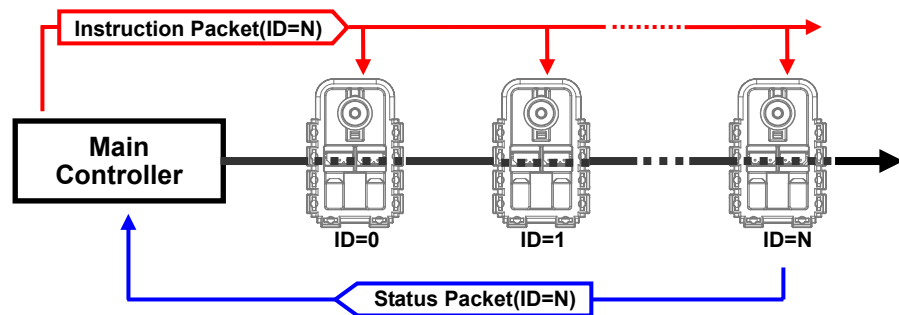 Instruction Packet(ID=N)
Main
Controller
ID=0
ID=1
ID=N
Status Packet(ID=N)